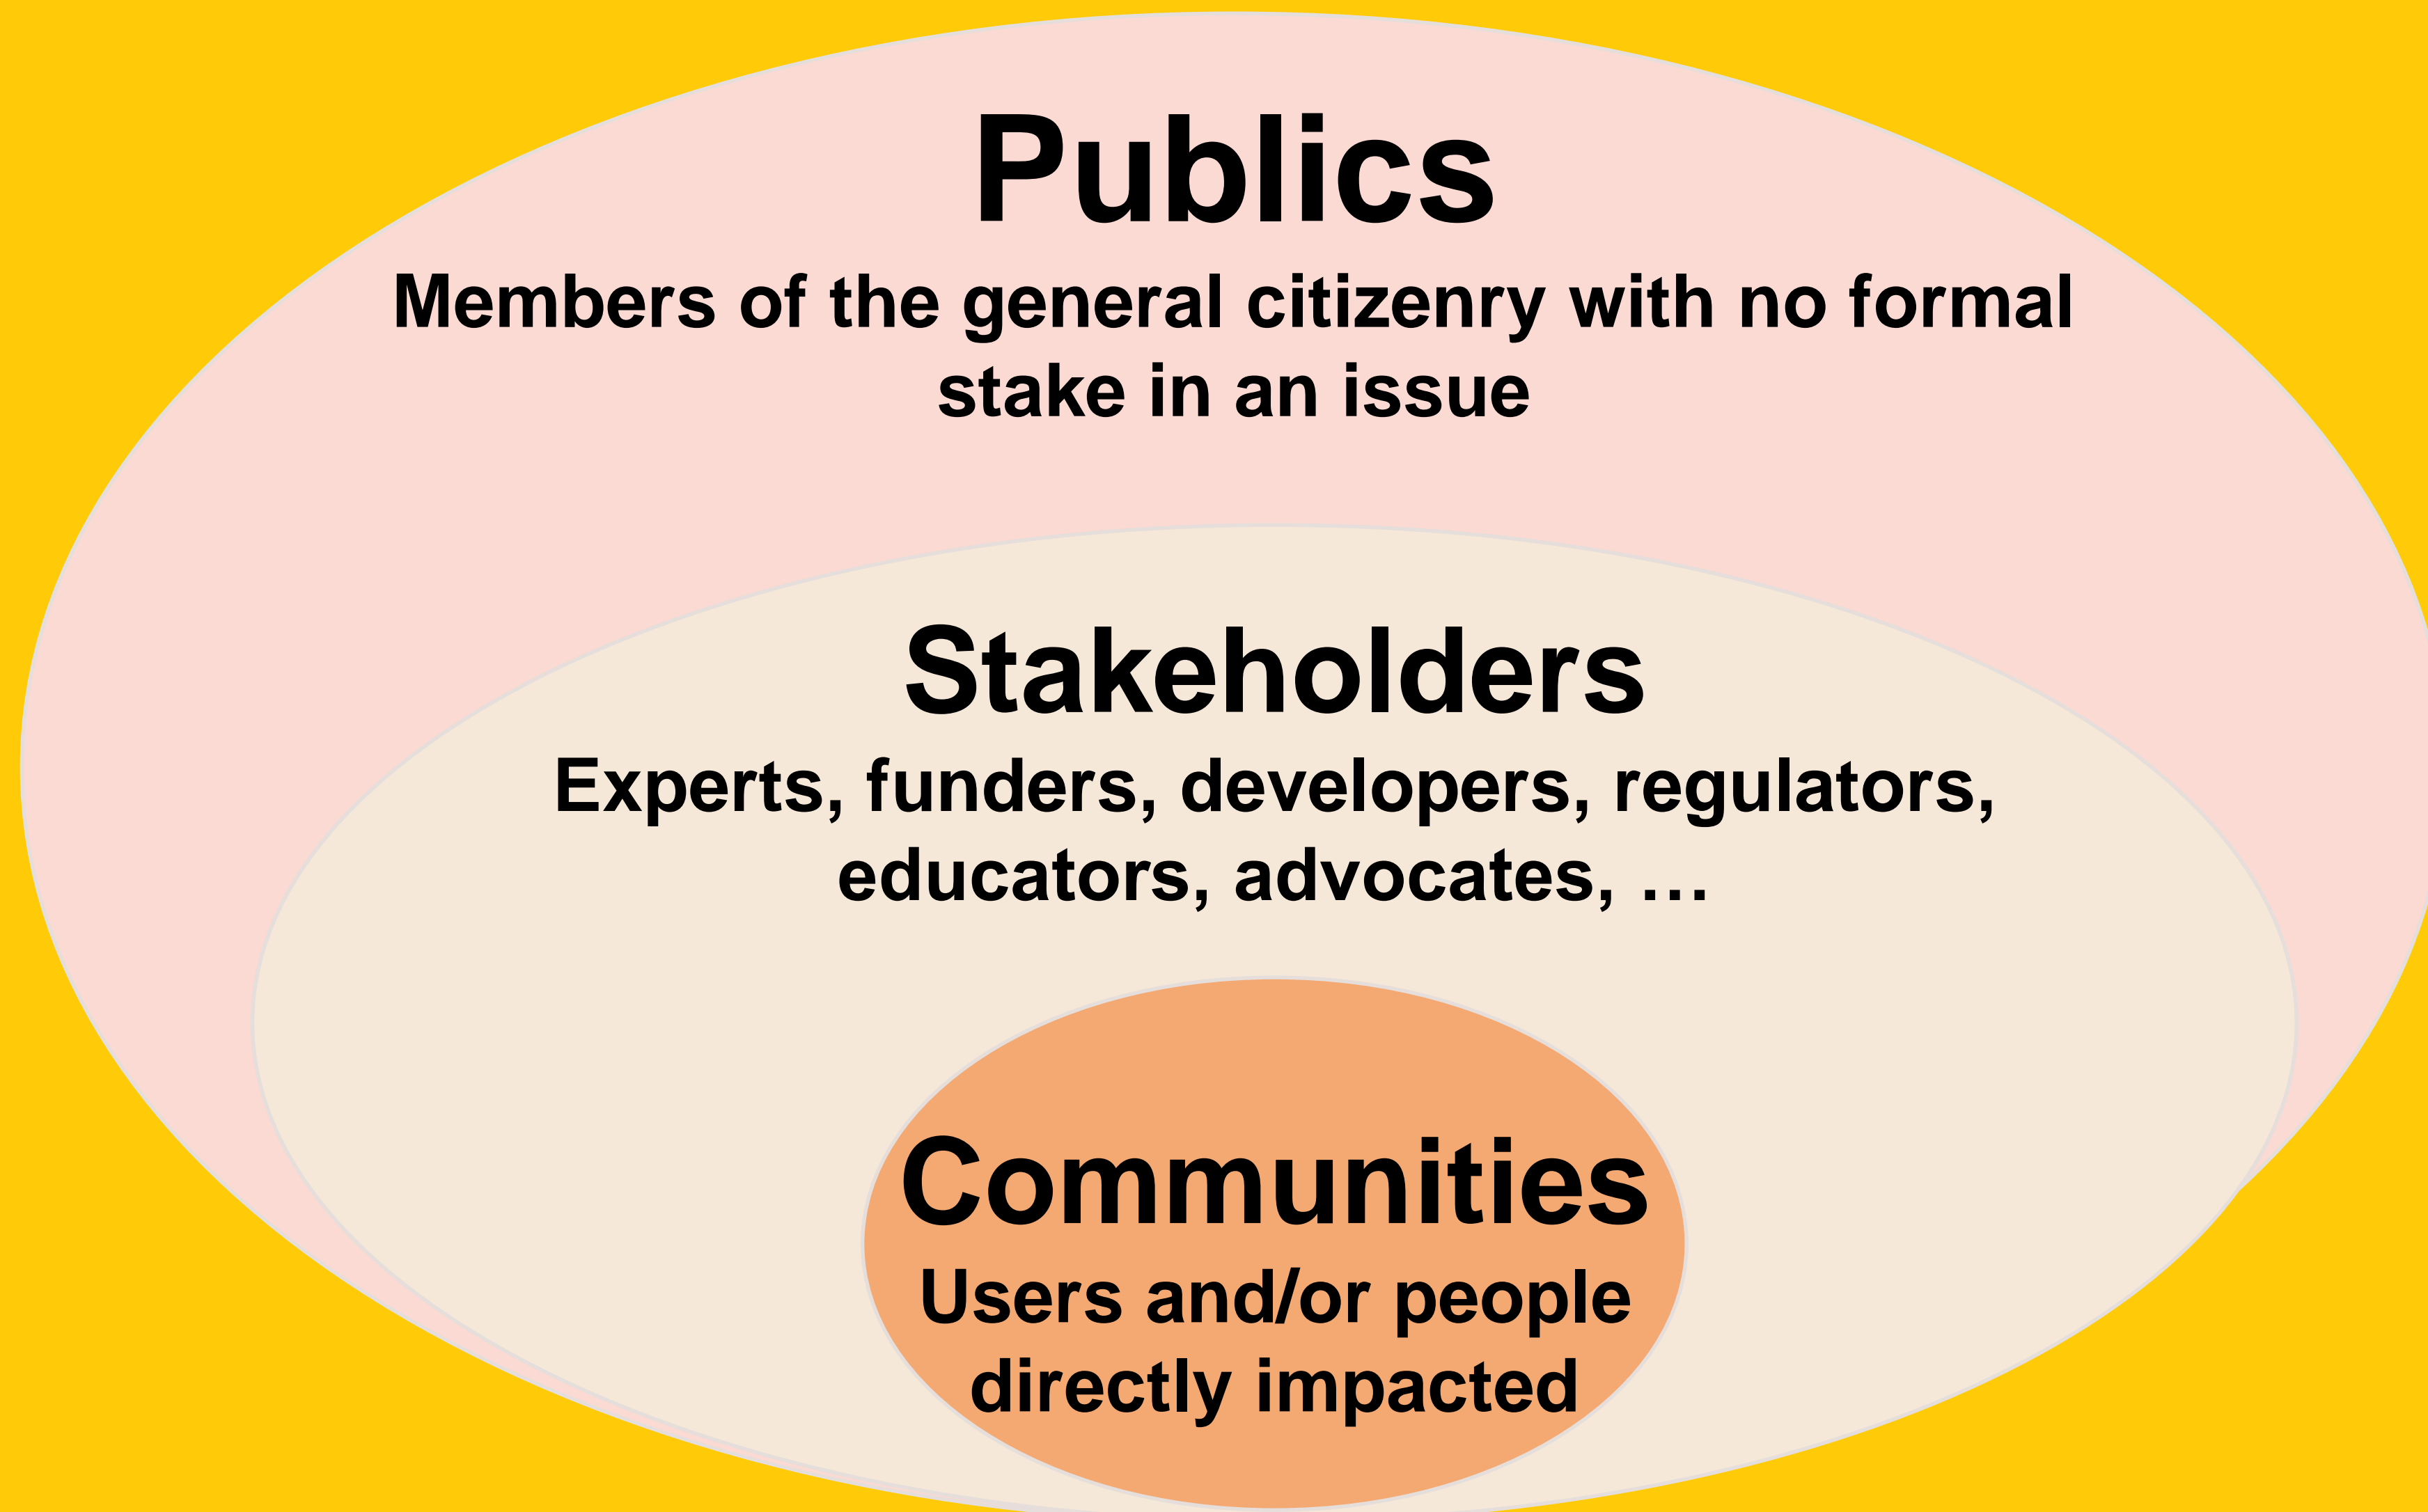 Publics
Members of the general citizenry with no formal
stake in an issue
Stakeholders
Experts, funders, developers, regulators,
educators, advocates, …
Communities
Users and/or people
directly impacted